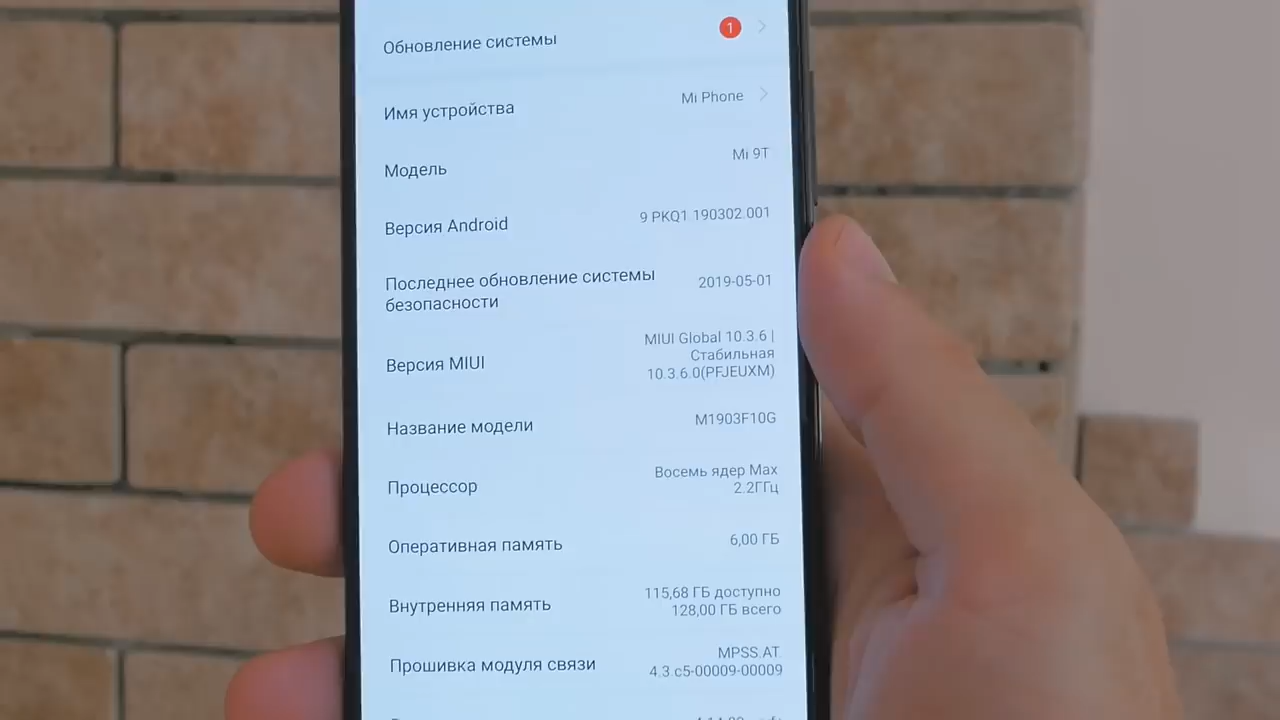 Обновление системы 1
Имя устройства Mi Phone
Модель Mi 9T
Версия Android 9 PKQ1 190302.001
Последнее обновление системы
безопасности 2019-05-01
Версия MIUI
MIUI Global 10.3.6 |
Стабильная
10.3.6.0(PFJEUXM)
Название модели M1903F10G
Процессор
Восемь ядер Max
2.2ГГц
Оперативная память 6,00 ГБ
Внутренняя память
115,68 ГБ доступно
128,00 ГБ всего
Прошивка модуля связи
MPSS.AT.
4.3.c5-00009-00009